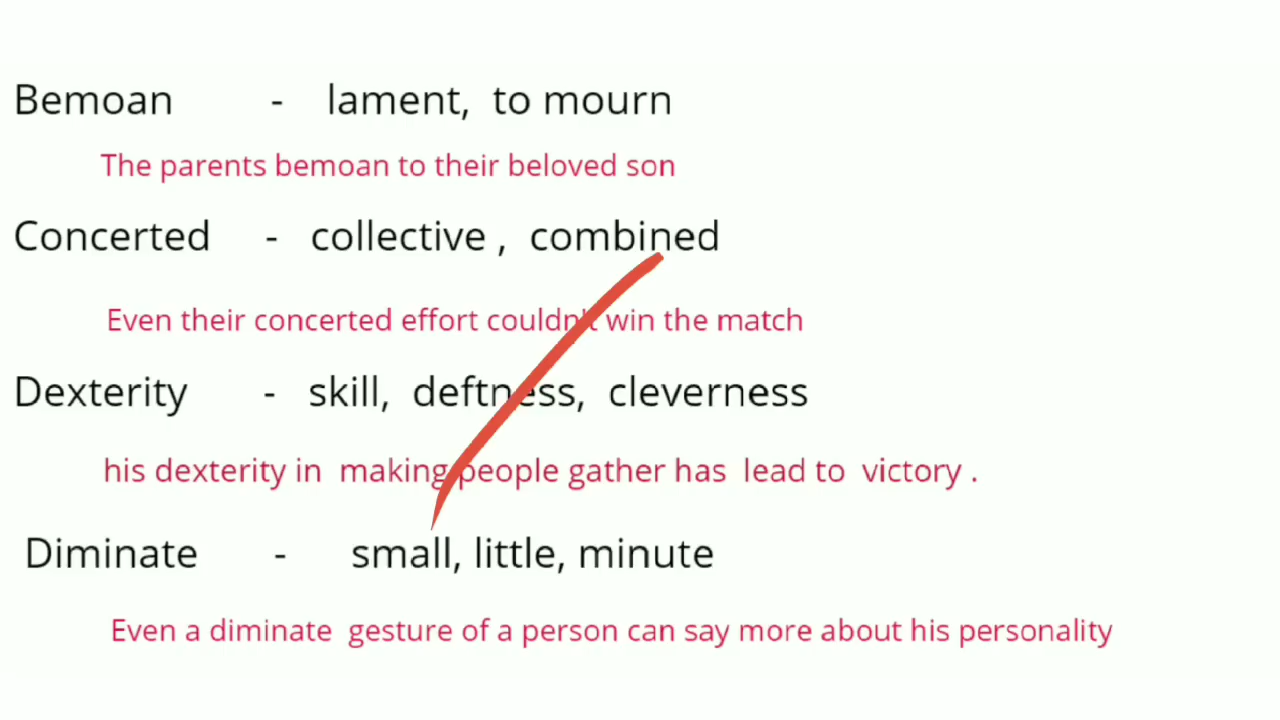 Bemoan - lament, to mourn
The parents bemoan to their beloved son
Concerted - collective , combined
Even their concerted effort couldn't win the match
Dexterity - skill, deftness, cleverness
his dexterity in making people gather has lead to victory .
Diminate - small, little, minute
Even a diminate gesture of a person can say more about his personality